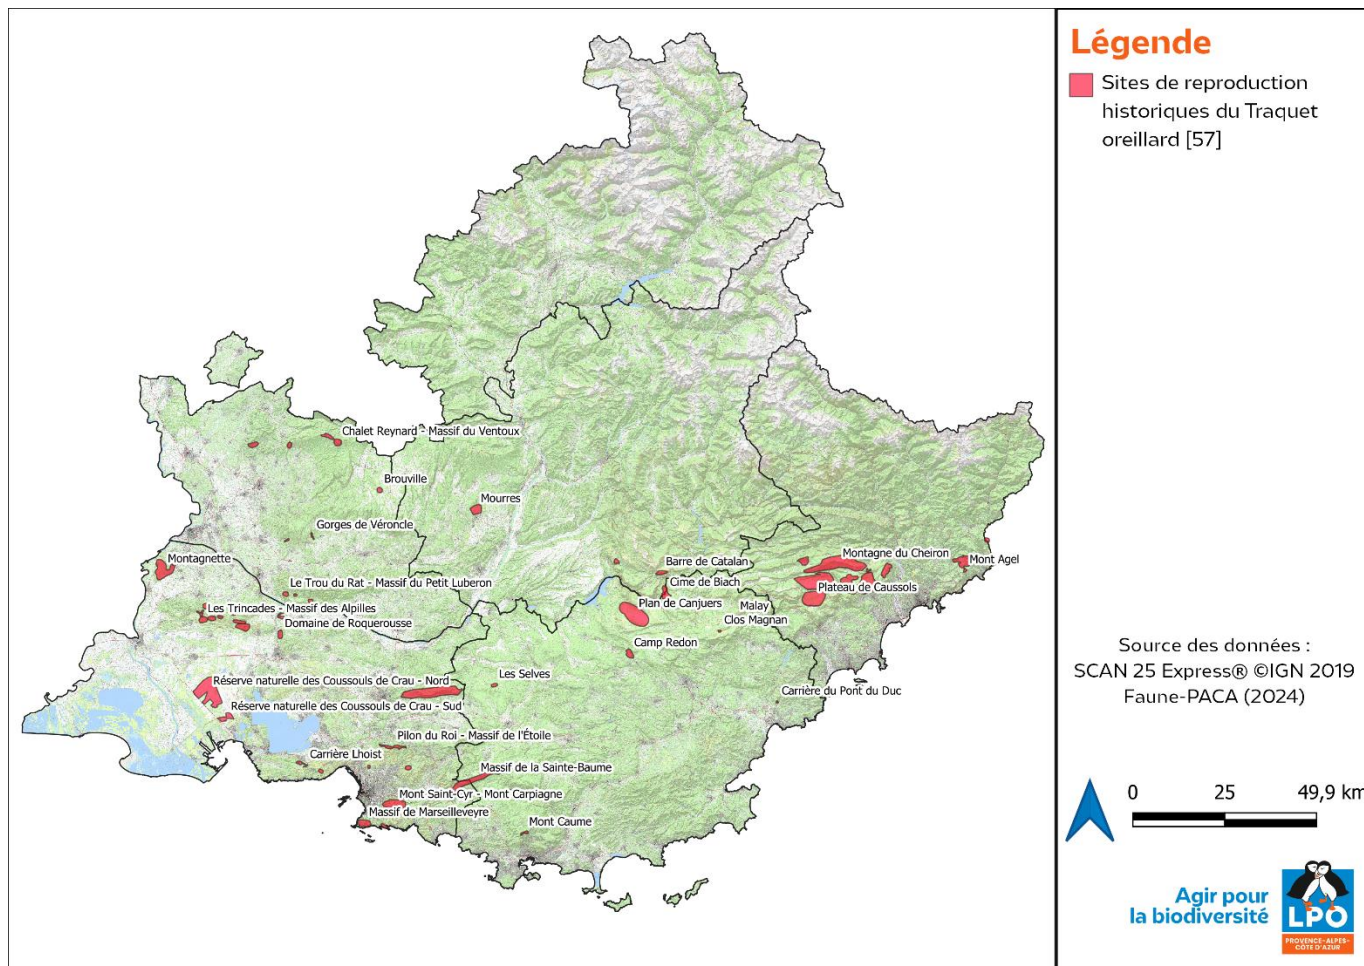 Légende
Sites de reproduction
historiques du Traquet
oreillard [57]
Chalet Reynard - Massif du Ventoux
Brouville
Mourres
Gorges de Véroncle
Montagnette
Barre de Catalan
Montagne du Cheiron
Mont Agel
Le Trou du Rat - Massif du Petit Luberon
Cime de Biach
Plateau de Caussols
Les Trincades - Massif des Alpilles
Plan de Canjuers
Malay
Domaine de Roquerousse
Clos Magnan
Camp Redon
Les Selves
Réserve naturelle des Coussouls de Crau - Nord
Carrière du Pont du Duc
Réserve naturelle des Coussouls de Crau - Sud
Pilon du Roi - Massif de l'Étoile
Carrière Lhoist
Massif de la Sainte-Baume
Mont Saint-Cyr - Mont Carpiagne
Massif de Marseilleveyre
Mont Caume
Source des données :
SCAN 25 Express® ©IGN 2019
Faune-PACA (2024)
0 25 49,9 km
Agir pour
la biodiversité
LPO
PROVENCE-ALPES-
CÔTE D'AZUR